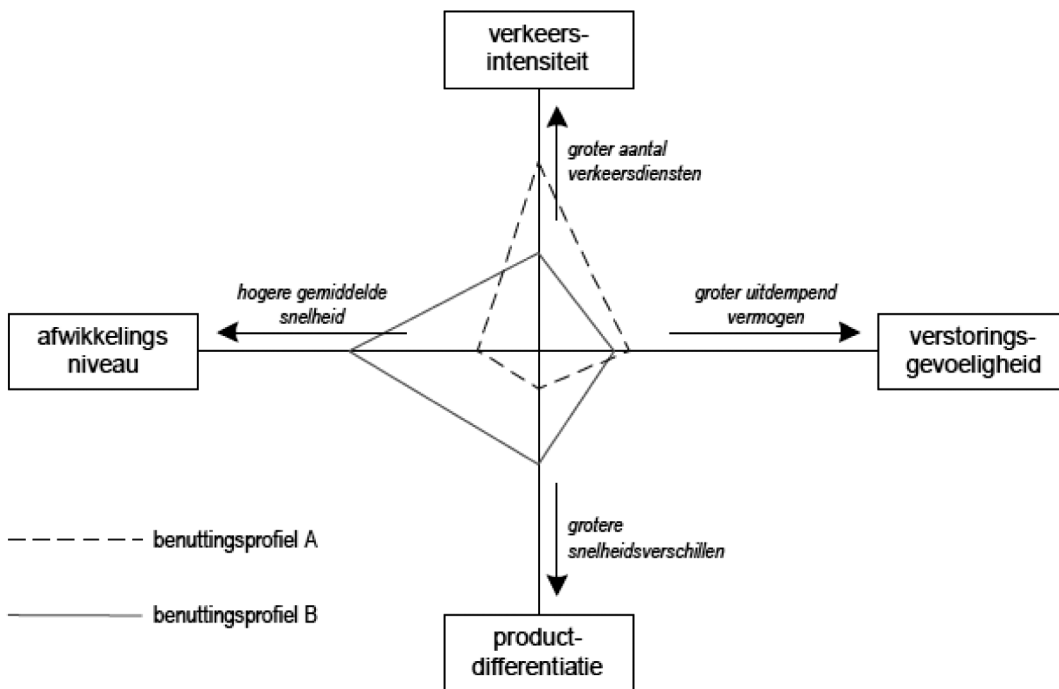 verkeers-
intensiteit
groter aantal
verkeersdiensten
hogere gemiddelde
snelheid
groter uitdempend
vermogen
afwikkelings
niveau
verstorings-
gevoeligheid
grotere
snelheidsverschillen
benuttingsprofiel A
benuttingsprofiel B
product-
differentiatie